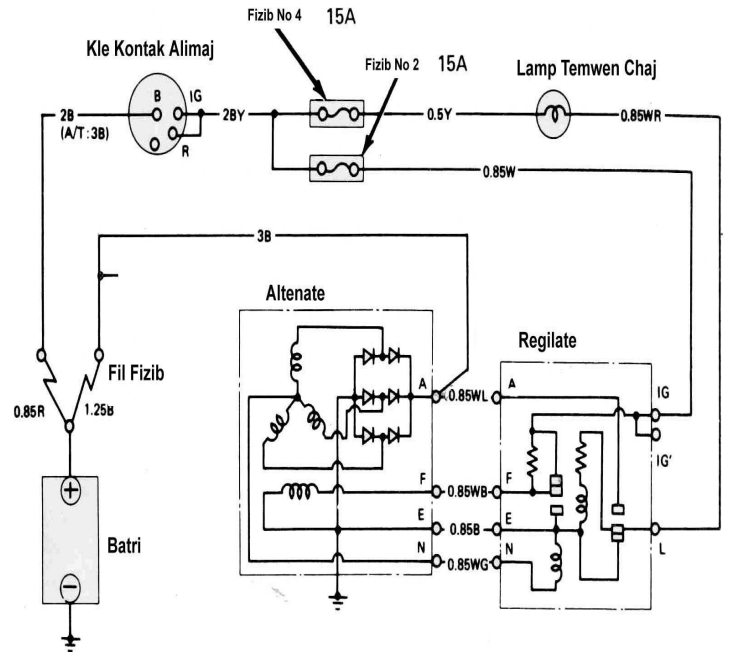 Fizib No 4 15A
Kle Kontak Alimaj
Fizib No 2 15A
Lamp Temwen Chaj
B IG
2B
2BY
0.5Y
0.85WR
(A/T : 3B)
R
0.85W
3B
Altenate
Regilate
Fil Fizib
A
0.85WL
A
IG
0.85R
1.25B
IG'
F
0.85WB
F
E
0.85B
E
N
0.85WG
N
L
Batri